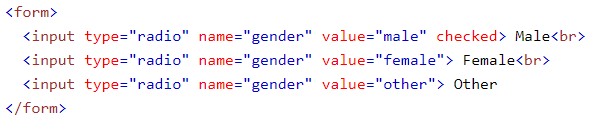 <form>
  <input type="radio" name="gender" value="male" checked> Male<br>
  <input type="radio" name="gender" value="female"> Female<br>
  <input type="radio" name="gender" value="other"> Other
</form>